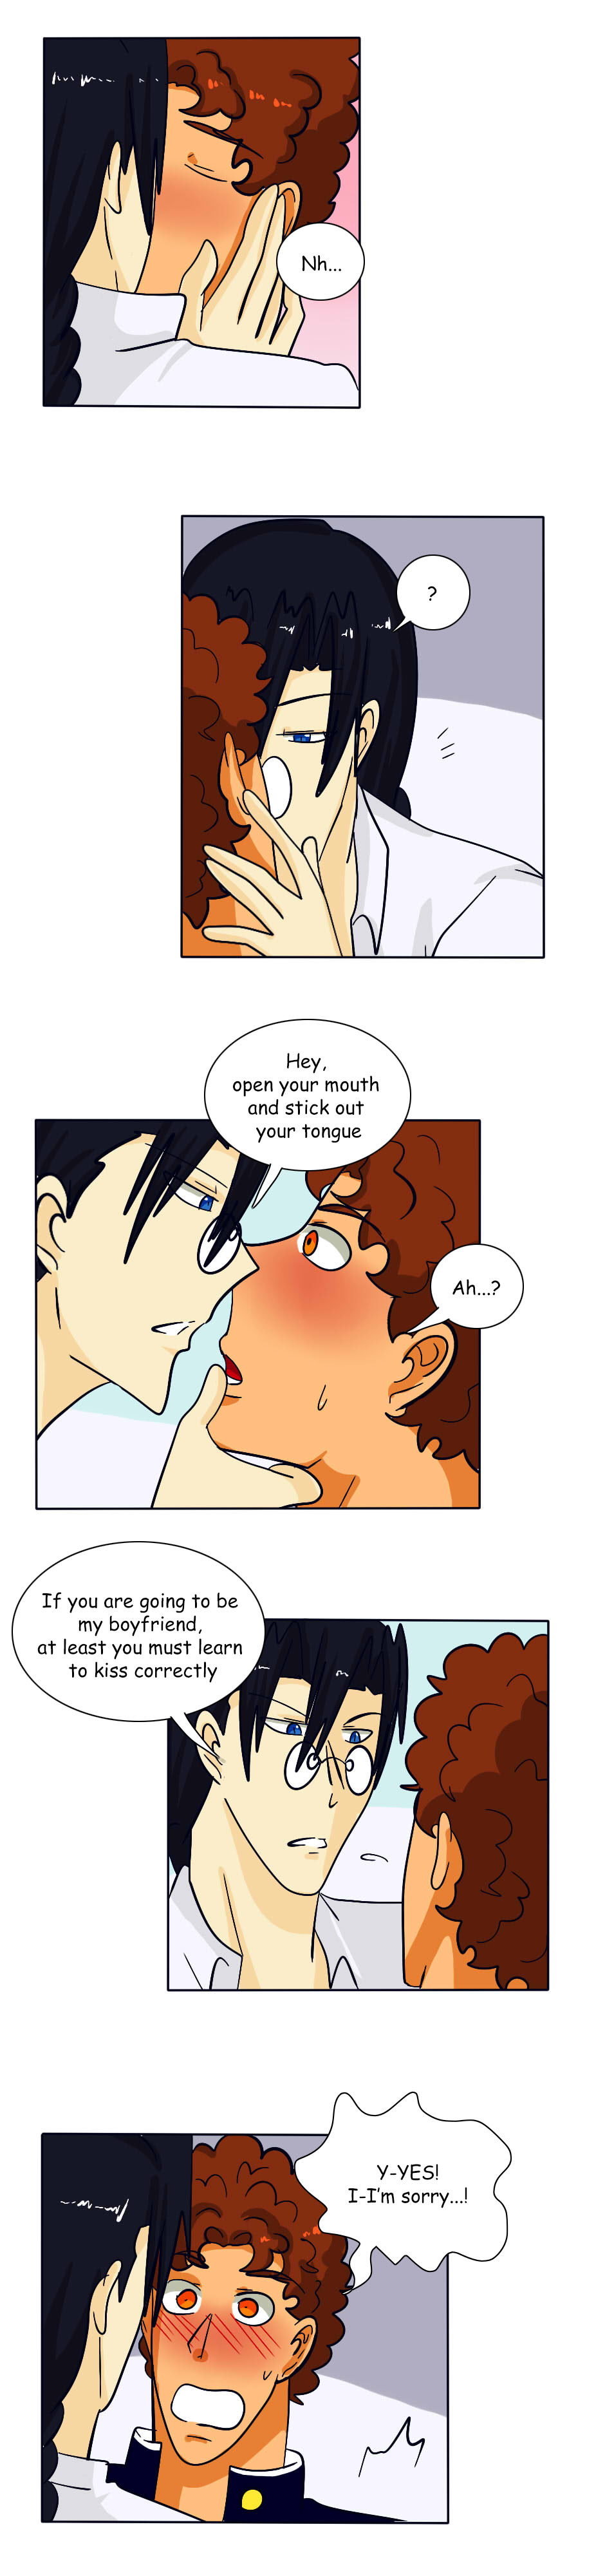 Nh...
?
Hey,
open your mouth
and stick out
your tongue
Ah...?
If you are going to be
my boyfriend,
at least you must learn
to kiss correctly
Y-YES!
I-I'm sorry...!